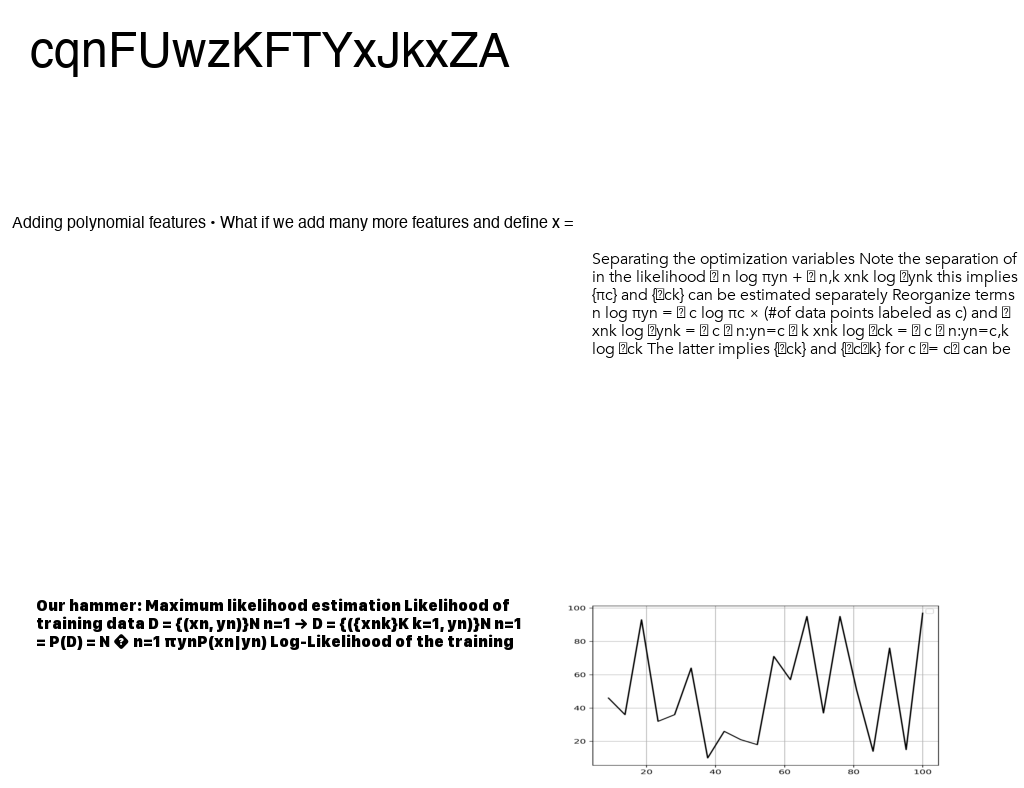 cqnFUwzKFTYxJkxZA
Adding polynomial features • What if we add many more features and define x =
Separating the optimization variables Note the separation of
in the likelihood  n log πyn +  n,k xnk log ynk this implies
{πc} and {ck} can be estimated separately Reorganize terms
n log πyn =  c log πc × (#of data points labeled as c) and 
xnk log ynk =  c  n:yn=c  k xnk log ck =  c  n:yn=c,k
log ck The latter implies {ck} and {ck} for c = c can be
Our hammer: Maximum likelihood estimation Likelihood of
training data D = {(xn, yn)}N n=1 → D = {({xnk}K k=1, yn)}N n=1
= P(D) = N � n=1 πynP(xn|yn) Log-Likelihood of the training
100
80
60
40
20
20 40 60 80 100